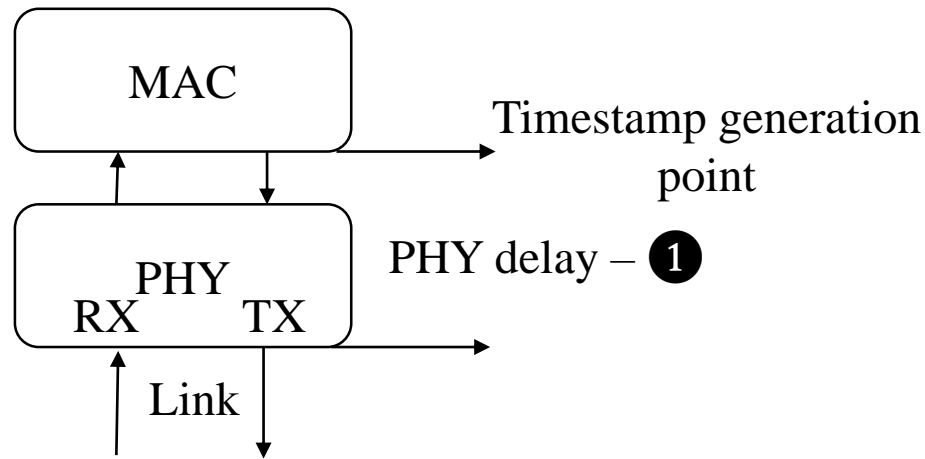 MAC
Timestamp generation
point
PHY delay – ❶
PHY
RX TX
Link